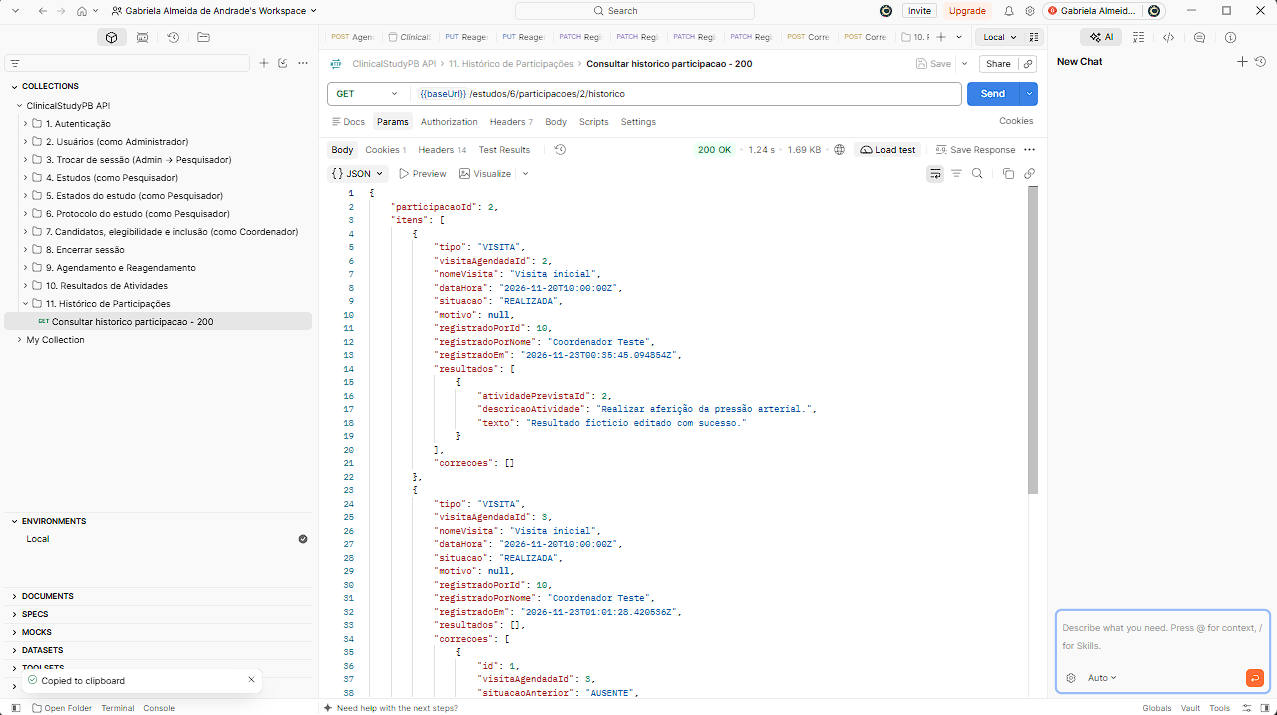 Gabriela Almeida de Andrade's Workspace
Search
Invite
Upgrade
Gabriela Almeid...
POST Agen
Clinical
PUT Reage
PUT Reage
PATCH Regi
PATCH Regi
PATCH Regi
PATCH Regi
POST Corre
POST Corre
10. F
Local
AI
COLLECTIONS
ClinicalStudyPB API
1. Autenticação
2. Usuários (como Administrador)
3. Trocar de sessão (Admin → Pesquisador)
4. Estudos (como Pesquisador)
5. Estados do estudo (como Pesquisador)
6. Protocolo do estudo (como Pesquisador)
7. Candidatos, elegibilidade e inclusão (como Coordenador)
8. Encerrar sessão
9. Agendamento e Reagendamento
10. Resultados de Atividades
11. Histórico de Participações
GET Consultar historico participacao - 200
My Collection
ENVIRONMENTS
Local
DOCUMENTS
SPECS
MOCKS
DATASETS
TOOLSETS
Copied to clipboard
ClinicalStudyPB API > 11. Histórico de Participações > Consultar historico participacao - 200
Save
Share
GET
{{baseUrl}} /estudos/6/participacoes/2/historico
Send
Docs
Params
Authorization
Headers 7
Body
Scripts
Settings
Cookies
Body
Cookies 1
Headers 14
Test Results
200 OK
1.24 s
1.69 KB
Load test
Save Response
{} JSON
Preview
Visualize
1 {
2 "participacaoId": 2,
3 "itens": [
4 {
5 "tipo": "VISITA",
6 "visitaAgendadaId": 2,
7 "nomeVisita": "Visita inicial",
8 "dataHora": "2026-11-20T10:00:00Z",
9 "situacao": "REALIZADA",
10 "motivo": null,
11 "registradoPorId": 10,
12 "registradoPorNome": "Coordenador Teste",
13 "registradoEm": "2026-11-23T00:35:45.094854Z",
14 "resultados": [
15 {
16 "atividadePrevistaId": 2,
17 "descricaoAtividade": "Realizar aferição da pressão arterial.",
18 "texto": "Resultado ficticio editado com sucesso."
19 }
20 ],
21 "correcoes": []
22 },
23 {
24 "tipo": "VISITA",
25 "visitaAgendadaId": 3,
26 "nomeVisita": "Visita inicial",
27 "dataHora": "2026-11-20T10:00:00Z",
28 "situacao": "REALIZADA",
29 "motivo": null,
30 "registradoPorId": 10,
31 "registradoPorNome": "Coordenador Teste",
32 "registradoEm": "2026-11-23T01:01:28.420536Z",
33 "resultados": [],
34 "correcoes": [
35 {
36 "id": 1,
37 "visitaAgendadaId": 3,
38 "situacaoAnterior": "AUSENTE",
New Chat
Describe what you need. Press @ for context, /
for Skills.
Auto
Open Folder
Terminal
Console
Need help with the next steps?
Globals
Vault
Tools